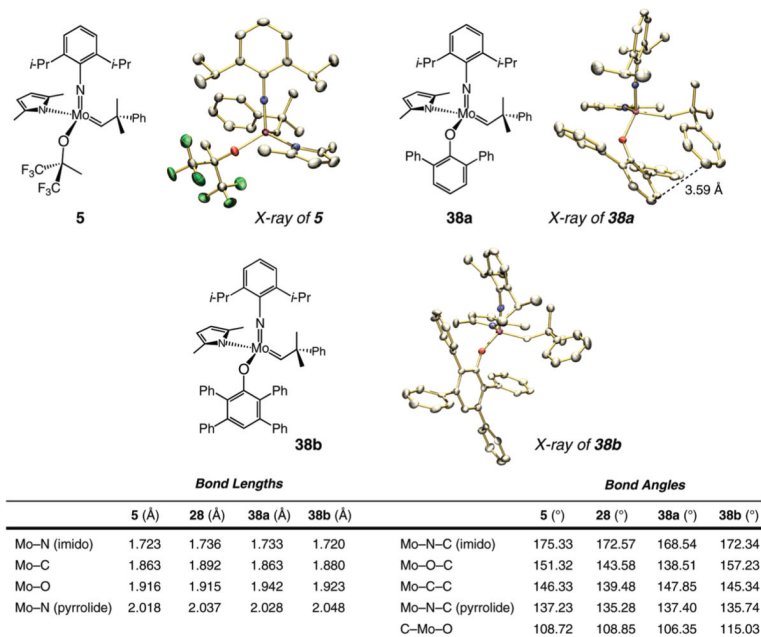 i-Pr
i-Pr
N
N
Mo
Ph
O
F3C
F3C
5
X-ray of 5
i-Pr
i-Pr
N
N
Mo
Ph
O
38a
3.59 Å
X-ray of 38a
i-Pr
i-Pr
N
N
Mo
Ph
O
Ph
Ph
Ph
Ph
38b
X-ray of 38b
Bond Lengths
5 (Å) 28 (Å) 38a (Å) 38b (Å)
Mo–N (imido) 1.723 1.736 1.733 1.720
Mo–C 1.863 1.892 1.863 1.880
Mo–O 1.916 1.915 1.942 1.923
Mo–N (pyrrolide) 2.018 2.037 2.028 2.048
Bond Angles
5 (°) 28 (°) 38a (°) 38b (°)
Mo–N–C (imido) 175.33 172.57 168.54 172.34
Mo–O–C 151.32 143.58 138.51 157.23
Mo–C–C 146.33 139.48 147.85 145.34
Mo–N–C (pyrrolide) 137.23 135.28 137.40 135.74
C–Mo–O 108.72 108.85 106.35 115.03